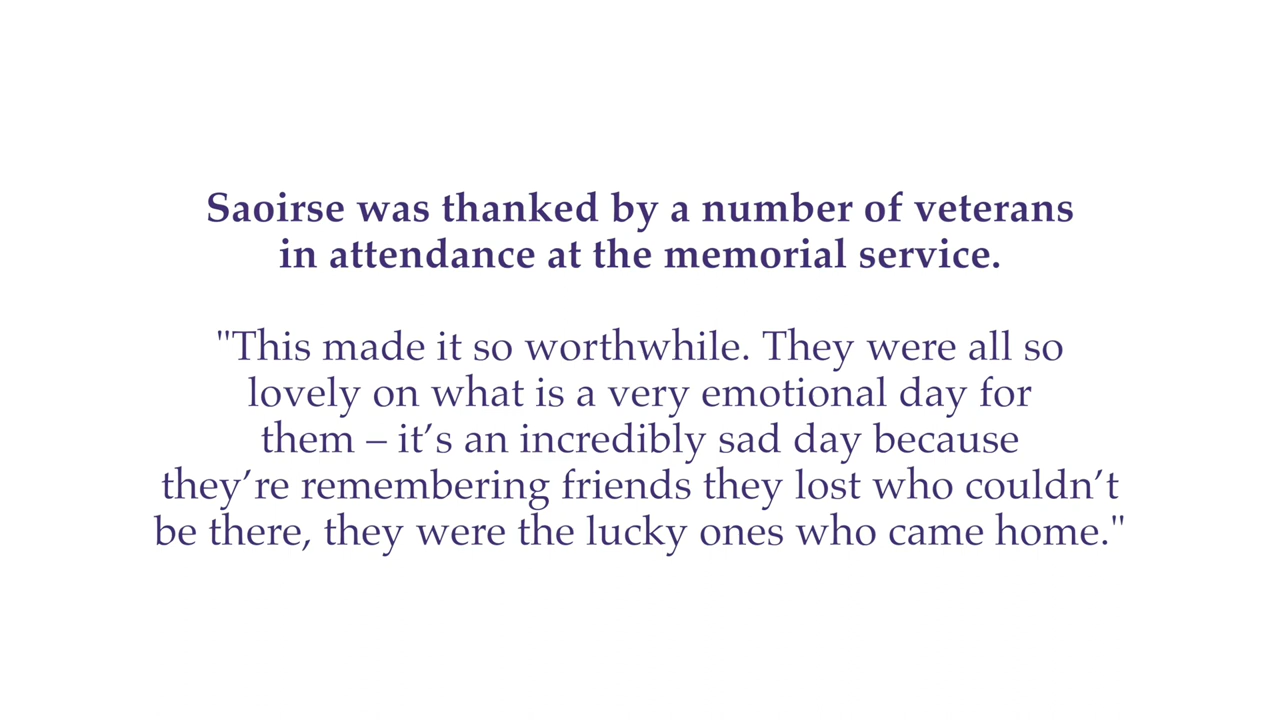 Saoirse was thanked by a number of veterans
in attendance at the memorial service.
"This made it so worthwhile. They were all so
lovely on what is a very emotional day for
them – it’s an incredibly sad day because
they’re remembering friends they lost who couldn’t
be there, they were the lucky ones who came home."